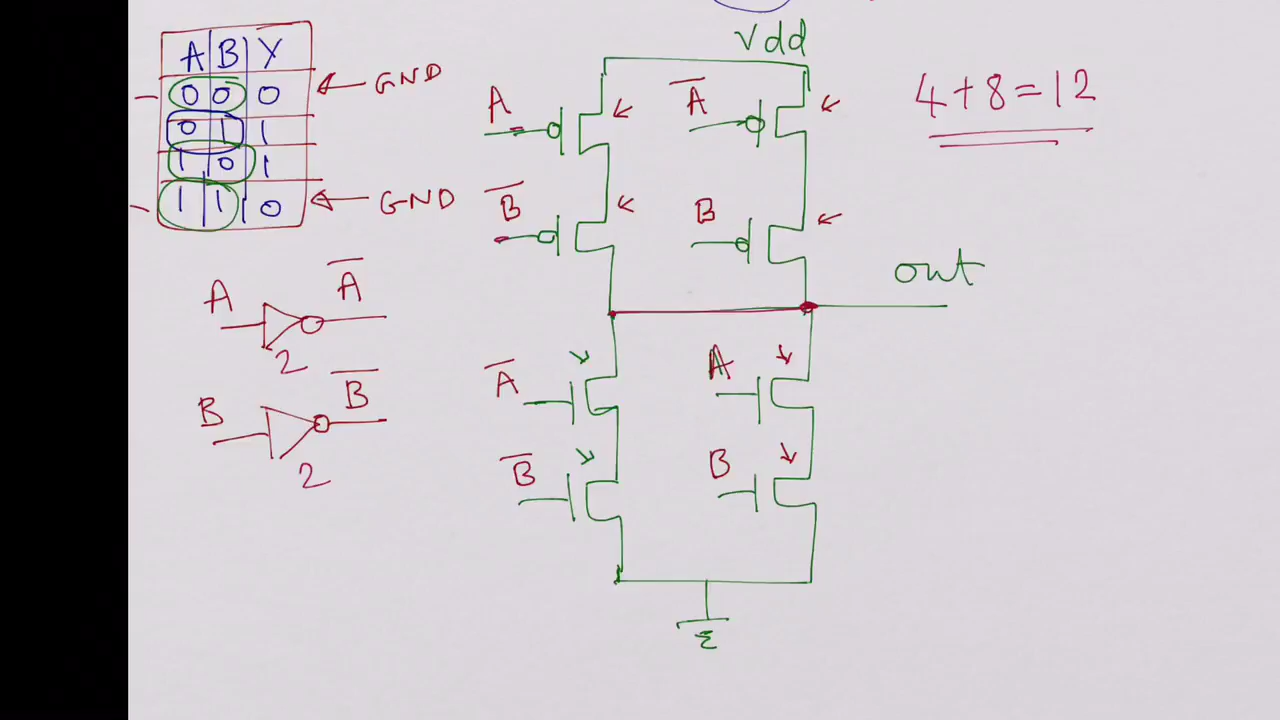 A B Y
0 0 0 ← GND
0 1 1
1 0 1
1 1 0 ← GND
A A̅
2
B B̅
2
Vdd
A A̅
B̅ B
out
A̅ A
B̅ B
4+8=12